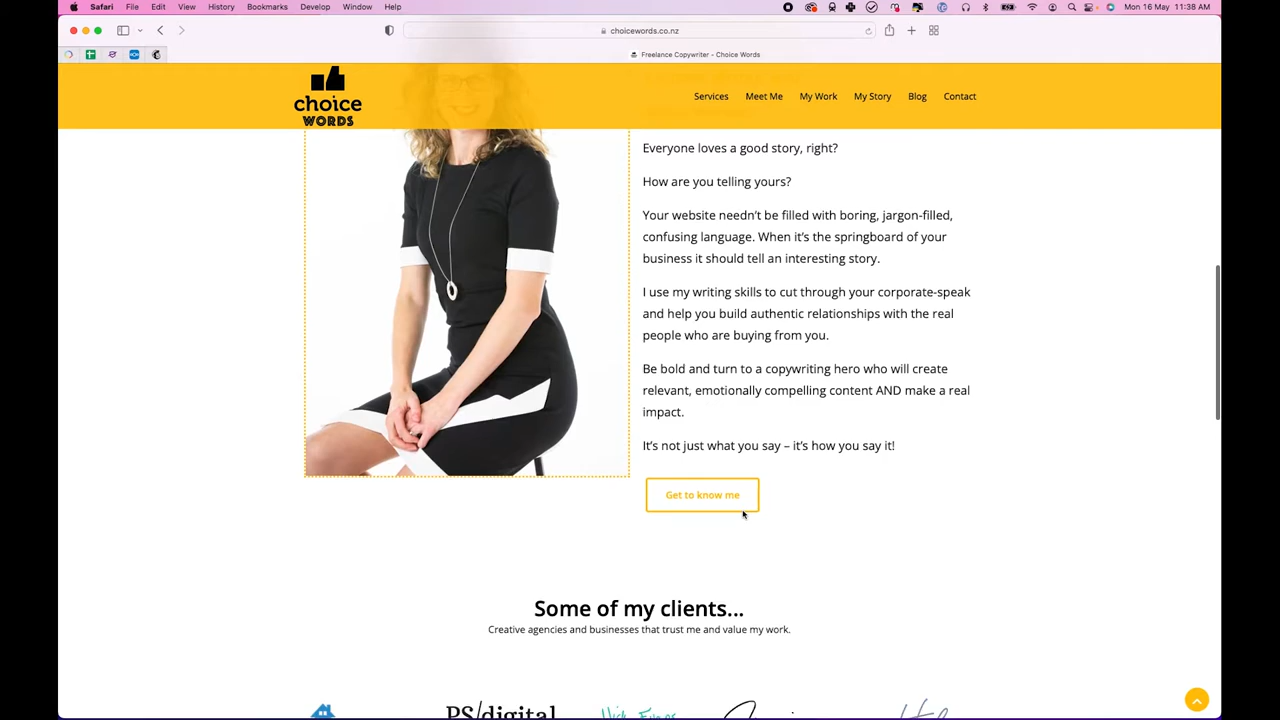 Safari File Edit View History Bookmarks Develop Window Help Mon 16 May 11:38 AM
choicewords.co.nz
Freelance Copywriter – Choice Words
choice
WORDS
Services Meet Me My Work My Story Blog Contact
Everyone loves a good story, right?
How are you telling yours?
Your website needn't be filled with boring, jargon-filled,
confusing language. When it's the springboard of your
business it should tell an interesting story.
I use my writing skills to cut through your corporate-speak
and help you build authentic relationships with the real
people who are buying from you.
Be bold and turn to a copywriting hero who will create
relevant, emotionally compelling content AND make a real
impact.
It's not just what you say – it's how you say it!
Get to know me
Some of my clients...
Creative agencies and businesses that trust me and value my work.
PS/digital